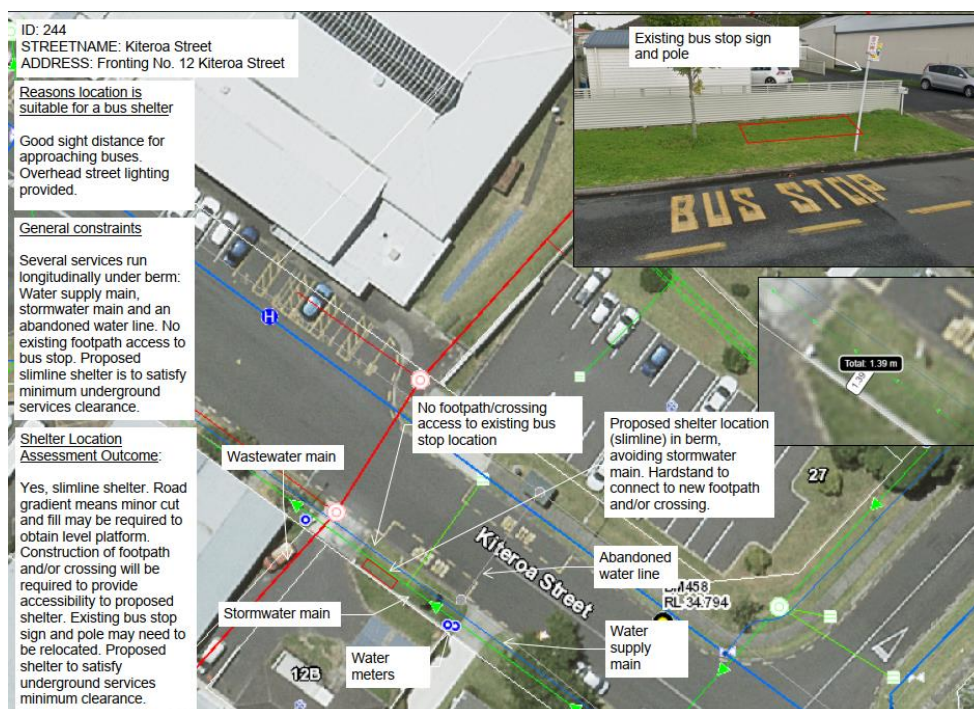 ID: 244
STREETNAME: Kiteroa Street
ADDRESS: Fronting No. 12 Kiteroa Street
Reasons location is
suitable for a bus shelter
Good sight distance for
approaching buses.
Overhead street lighting
provided.
General constraints
Several services run
longitudinally under berm:
Water supply main,
stormwater main and an
abandoned water line. No
existing footpath access to
bus stop. Proposed
slimline shelter is to satisfy
minimum underground
services clearance.
Shelter Location
Assessment Outcome:
Yes, slimline shelter. Road
gradient means minor cut
and fill may be required to
obtain level platform.
Construction of footpath
and/or crossing will be
required to provide
accessibility to proposed
shelter. Existing bus stop
sign and pole may need to
be relocated. Proposed
shelter to satisfy
underground services
minimum clearance.
Existing bus stop sign
and pole
BUS STOP
Total: 1.39 m
1.39
H
No footpath/crossing
access to existing bus
stop location
Proposed shelter location
(slimline) in berm,
avoiding stormwater
main. Hardstand to
connect to new footpath
and/or crossing.
Wastewater main
27
Kiteroa Street
Abandoned
water line
BM458
RL 34.794
Stormwater main
Water
meters
Water
supply
main
12B